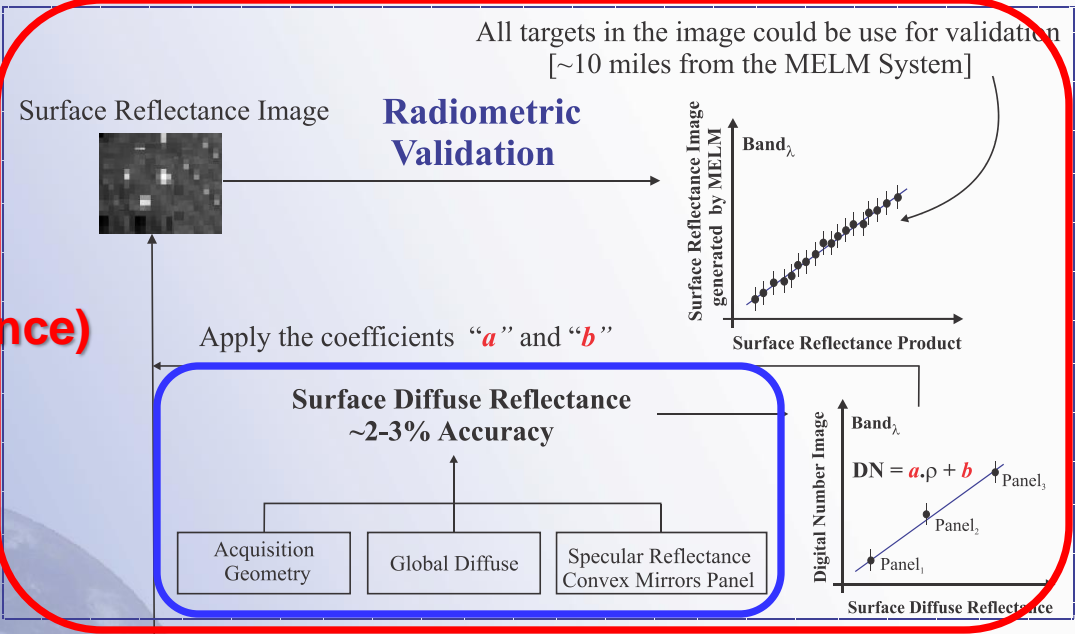 All targets in the image could be use for validation
[~10 miles from the MELM System]
Surface Reflectance Image
Radiometric
Validation
Surface Reflectance Image
generated by MELM
Bandλ
Surface Reflectance Product
nce)
Apply the coefficients “a” and “b”
Surface Diffuse Reflectance
~2-3% Accuracy
Acquisition
Geometry
Global Diffuse
Specular Reflectance
Convex Mirrors Panel
Digital Number Image
Bandλ
DN = a.ρ + b
Panel3
Panel2
Panel1
Surface Diffuse Reflectance